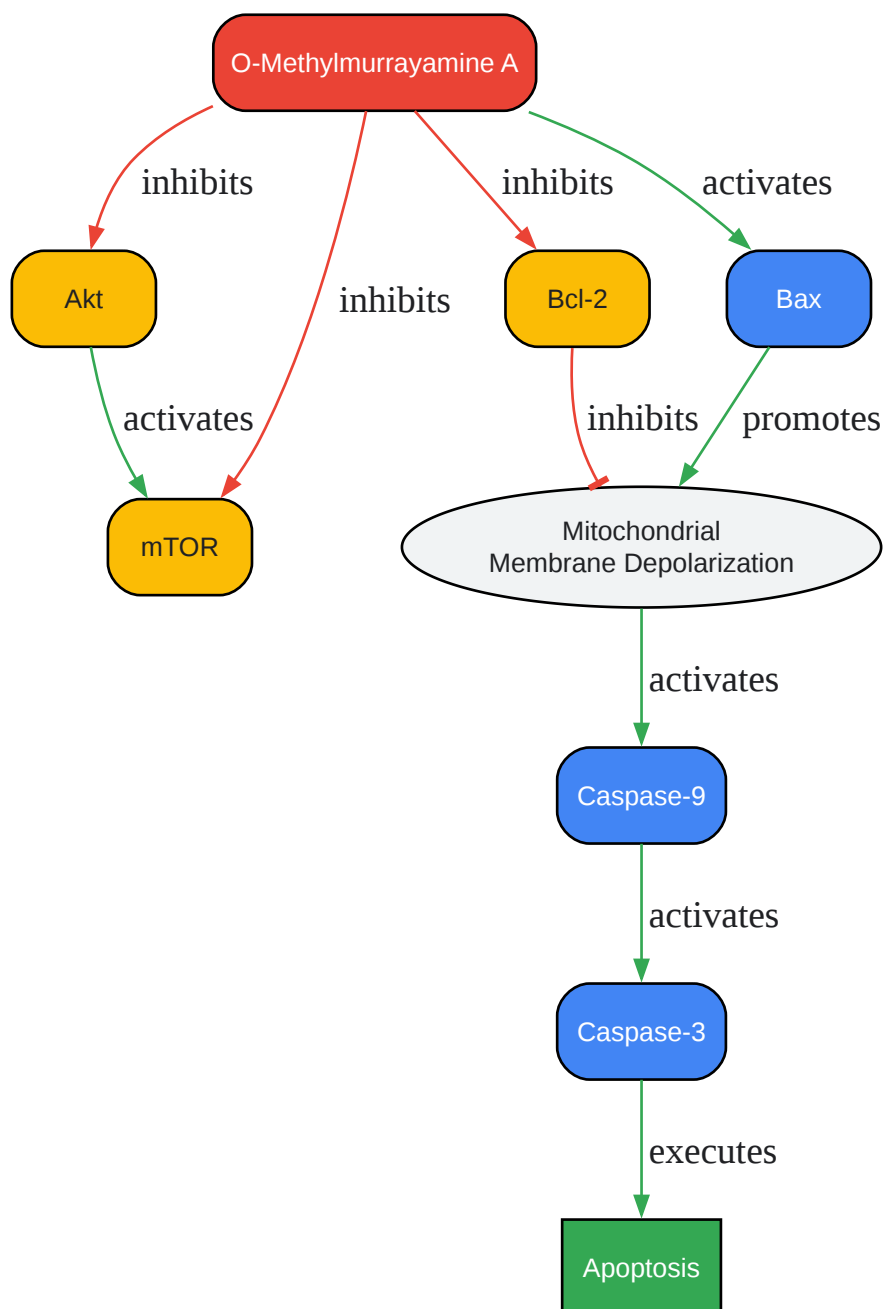 O-Methylmurrayamine A
inhibits
inhibits
activates
inhibits
Akt
Bcl-2
Bax
activates
inhibits
promotes
mTOR
Mitochondrial
Membrane Depolarization
activates
Caspase-9
activates
Caspase-3
executes
Apoptosis